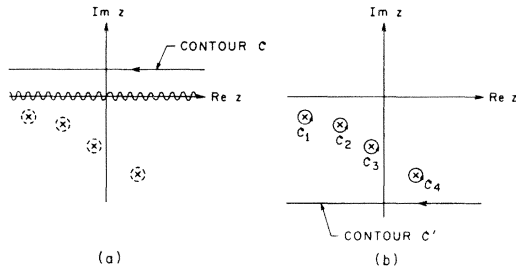 Im z
CONTOUR C
Re z
(a)
Im z
Re z
C1
C2
C3
C4
CONTOUR C'
(b)